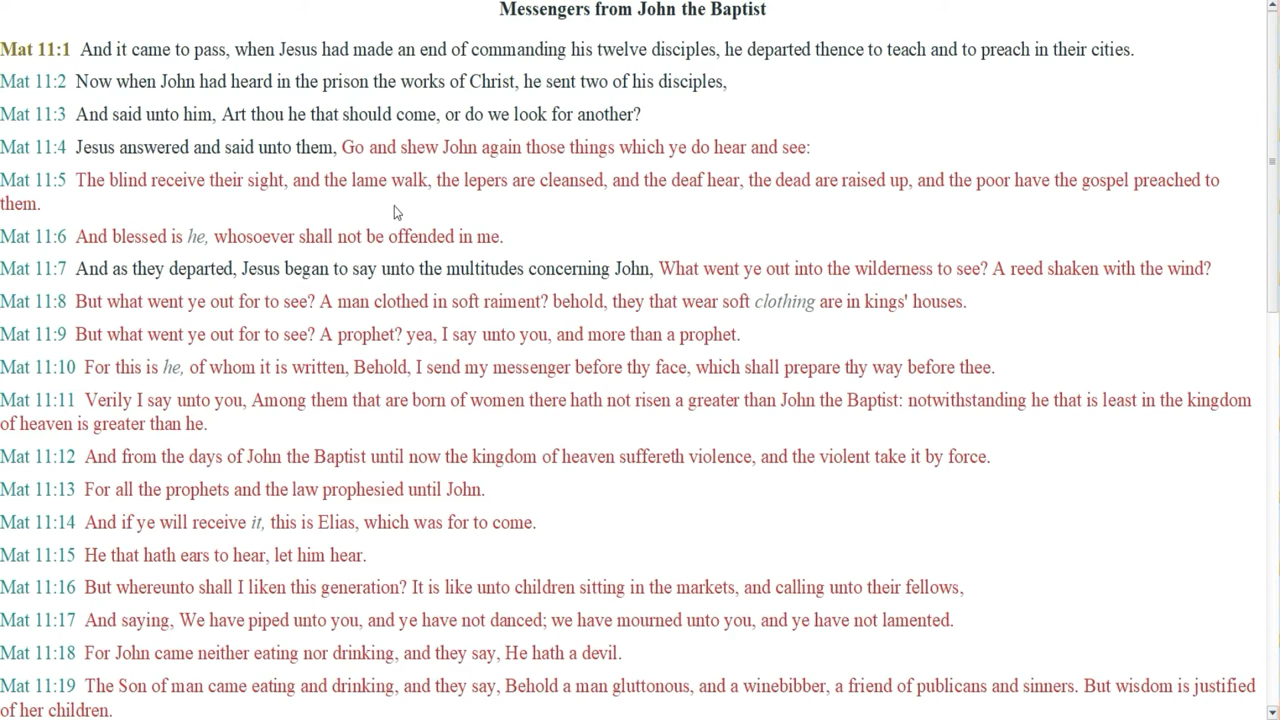 Messengers from John the Baptist
Mat 11:1 And it came to pass, when Jesus had made an end of commanding his twelve disciples, he departed thence to teach and to preach in their cities.
Mat 11:2 Now when John had heard in the prison the works of Christ, he sent two of his disciples,
Mat 11:3 And said unto him, Art thou he that should come, or do we look for another?
Mat 11:4 Jesus answered and said unto them, Go and shew John again those things which ye do hear and see:
Mat 11:5 The blind receive their sight, and the lame walk, the lepers are cleansed, and the deaf hear, the dead are raised up, and the poor have the gospel preached to
them.
Mat 11:6 And blessed is he, whosoever shall not be offended in me.
Mat 11:7 And as they departed, Jesus began to say unto the multitudes concerning John, What went ye out into the wilderness to see? A reed shaken with the wind?
Mat 11:8 But what went ye out for to see? A man clothed in soft raiment? behold, they that wear soft clothing are in kings' houses.
Mat 11:9 But what went ye out for to see? A prophet? yea, I say unto you, and more than a prophet.
Mat 11:10 For this is he, of whom it is written, Behold, I send my messenger before thy face, which shall prepare thy way before thee.
Mat 11:11 Verily I say unto you, Among them that are born of women there hath not risen a greater than John the Baptist: notwithstanding he that is least in the kingdom
of heaven is greater than he.
Mat 11:12 And from the days of John the Baptist until now the kingdom of heaven suffereth violence, and the violent take it by force.
Mat 11:13 For all the prophets and the law prophesied until John.
Mat 11:14 And if ye will receive it, this is Elias, which was for to come.
Mat 11:15 He that hath ears to hear, let him hear.
Mat 11:16 But whereunto shall I liken this generation? It is like unto children sitting in the markets, and calling unto their fellows,
Mat 11:17 And saying, We have piped unto you, and ye have not danced; we have mourned unto you, and ye have not lamented.
Mat 11:18 For John came neither eating nor drinking, and they say, He hath a devil.
Mat 11:19 The Son of man came eating and drinking, and they say, Behold a man gluttonous, and a winebibber, a friend of publicans and sinners. But wisdom is justified
of her children.